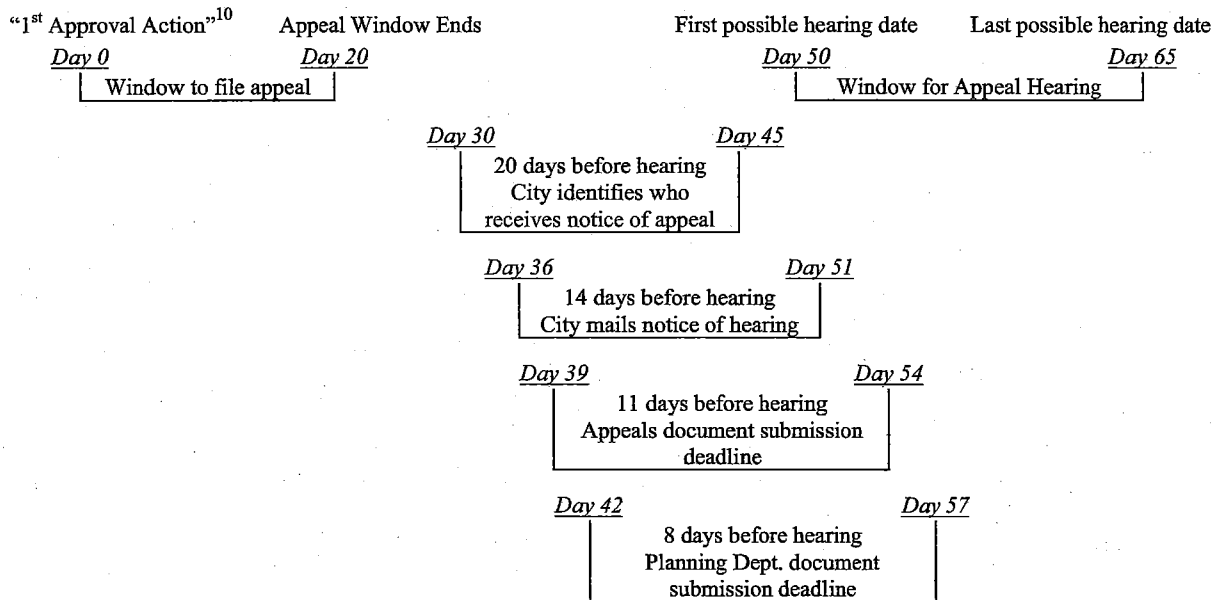 “1st Approval Action”10 Appeal Window Ends First possible hearing date Last possible hearing date
Day 0 Day 20 Day 50 Day 65
Window to file appeal Window for Appeal Hearing
Day 30 Day 45
20 days before hearing
City identifies who
receives notice of appeal
Day 36 Day 51
14 days before hearing
City mails notice of hearing
Day 39 Day 54
11 days before hearing
Appeals document submission
deadline
Day 42 Day 57
8 days before hearing
Planning Dept. document
submission deadline